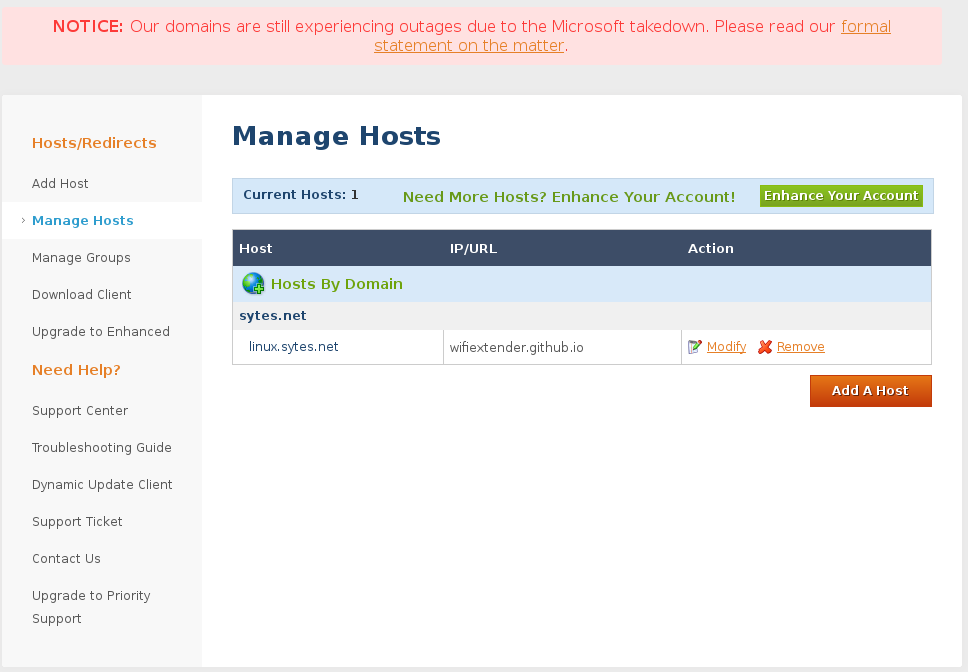 NOTICE: Our domains are still experiencing outages due to the Microsoft takedown. Please read our formal
statement on the matter.
Hosts/Redirects
Add Host
Manage Hosts
Manage Groups
Download Client
Upgrade to Enhanced
Need Help?
Support Center
Troubleshooting Guide
Dynamic Update Client
Support Ticket
Contact Us
Upgrade to Priority
Support
Manage Hosts
Current Hosts: 1 Need More Hosts? Enhance Your Account! Enhance Your Account
Host IP/URL Action
Hosts By Domain
sytes.net
linux.sytes.net wifiextender.github.io Modify Remove
Add A Host